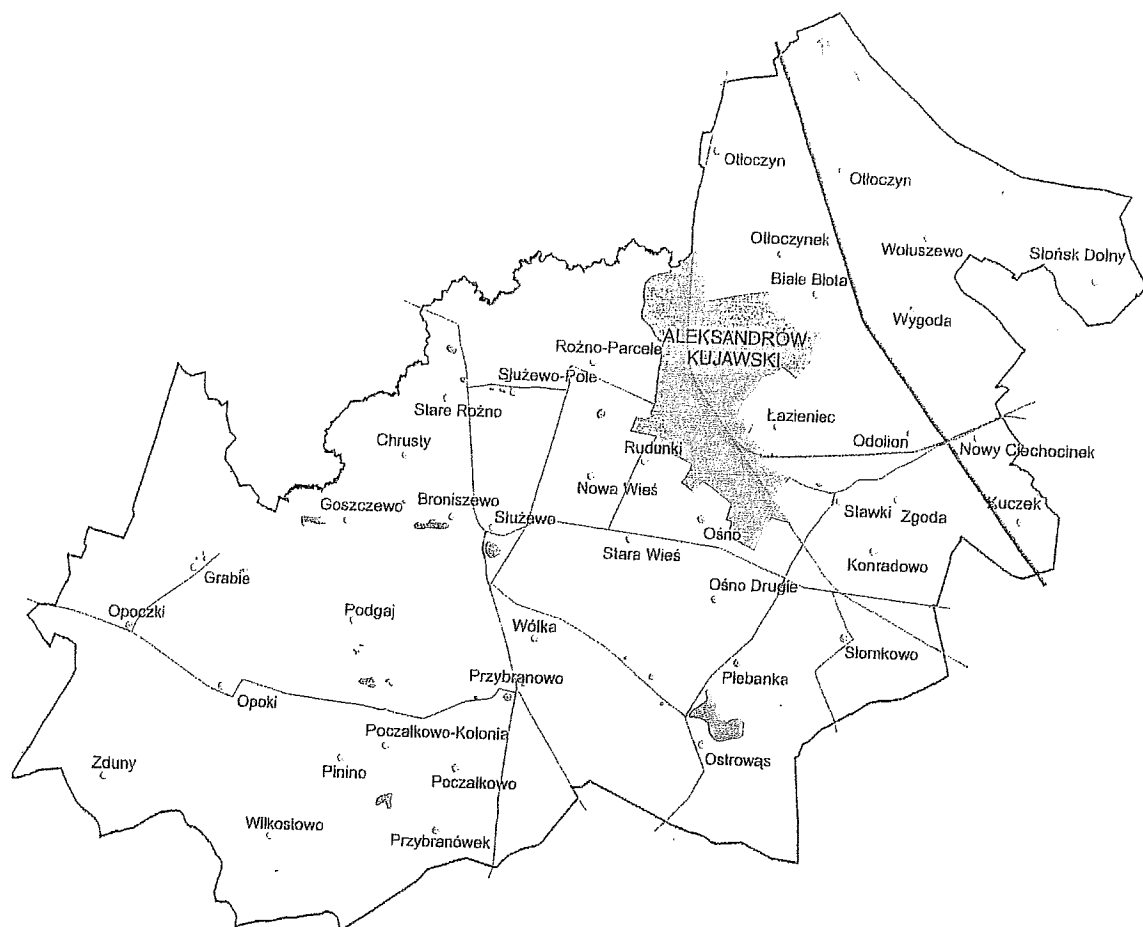 Otłoczyn
Otłoczyn
Otłoczynek
Wołuszewo
Słońsk Dolny
Białe Błota
Wygoda
ALEKSANDRÓW
KUJAWSKI
Rożno-Parcele
Służewo-Pole
Stare Rożno
Łazieniec
Odolion
Nowy Ciechocinek
Chrusty
Rudunki
Nowa Wieś
Goszczewo
Broniszewo
Służewo
Sławki
Zgoda
Kuczek
Ośno
Stara Wieś
Konradowo
Grabie
Ośno Drugie
Opoczki
Podgaj
Wólka
Słomkowo
Plebanka
Przybranowo
Opoki
Poczałkowo-Kolonia
Ostrowąs
Zduny
Pinino
Poczałkowo
Wilkostowo
Przybranówek